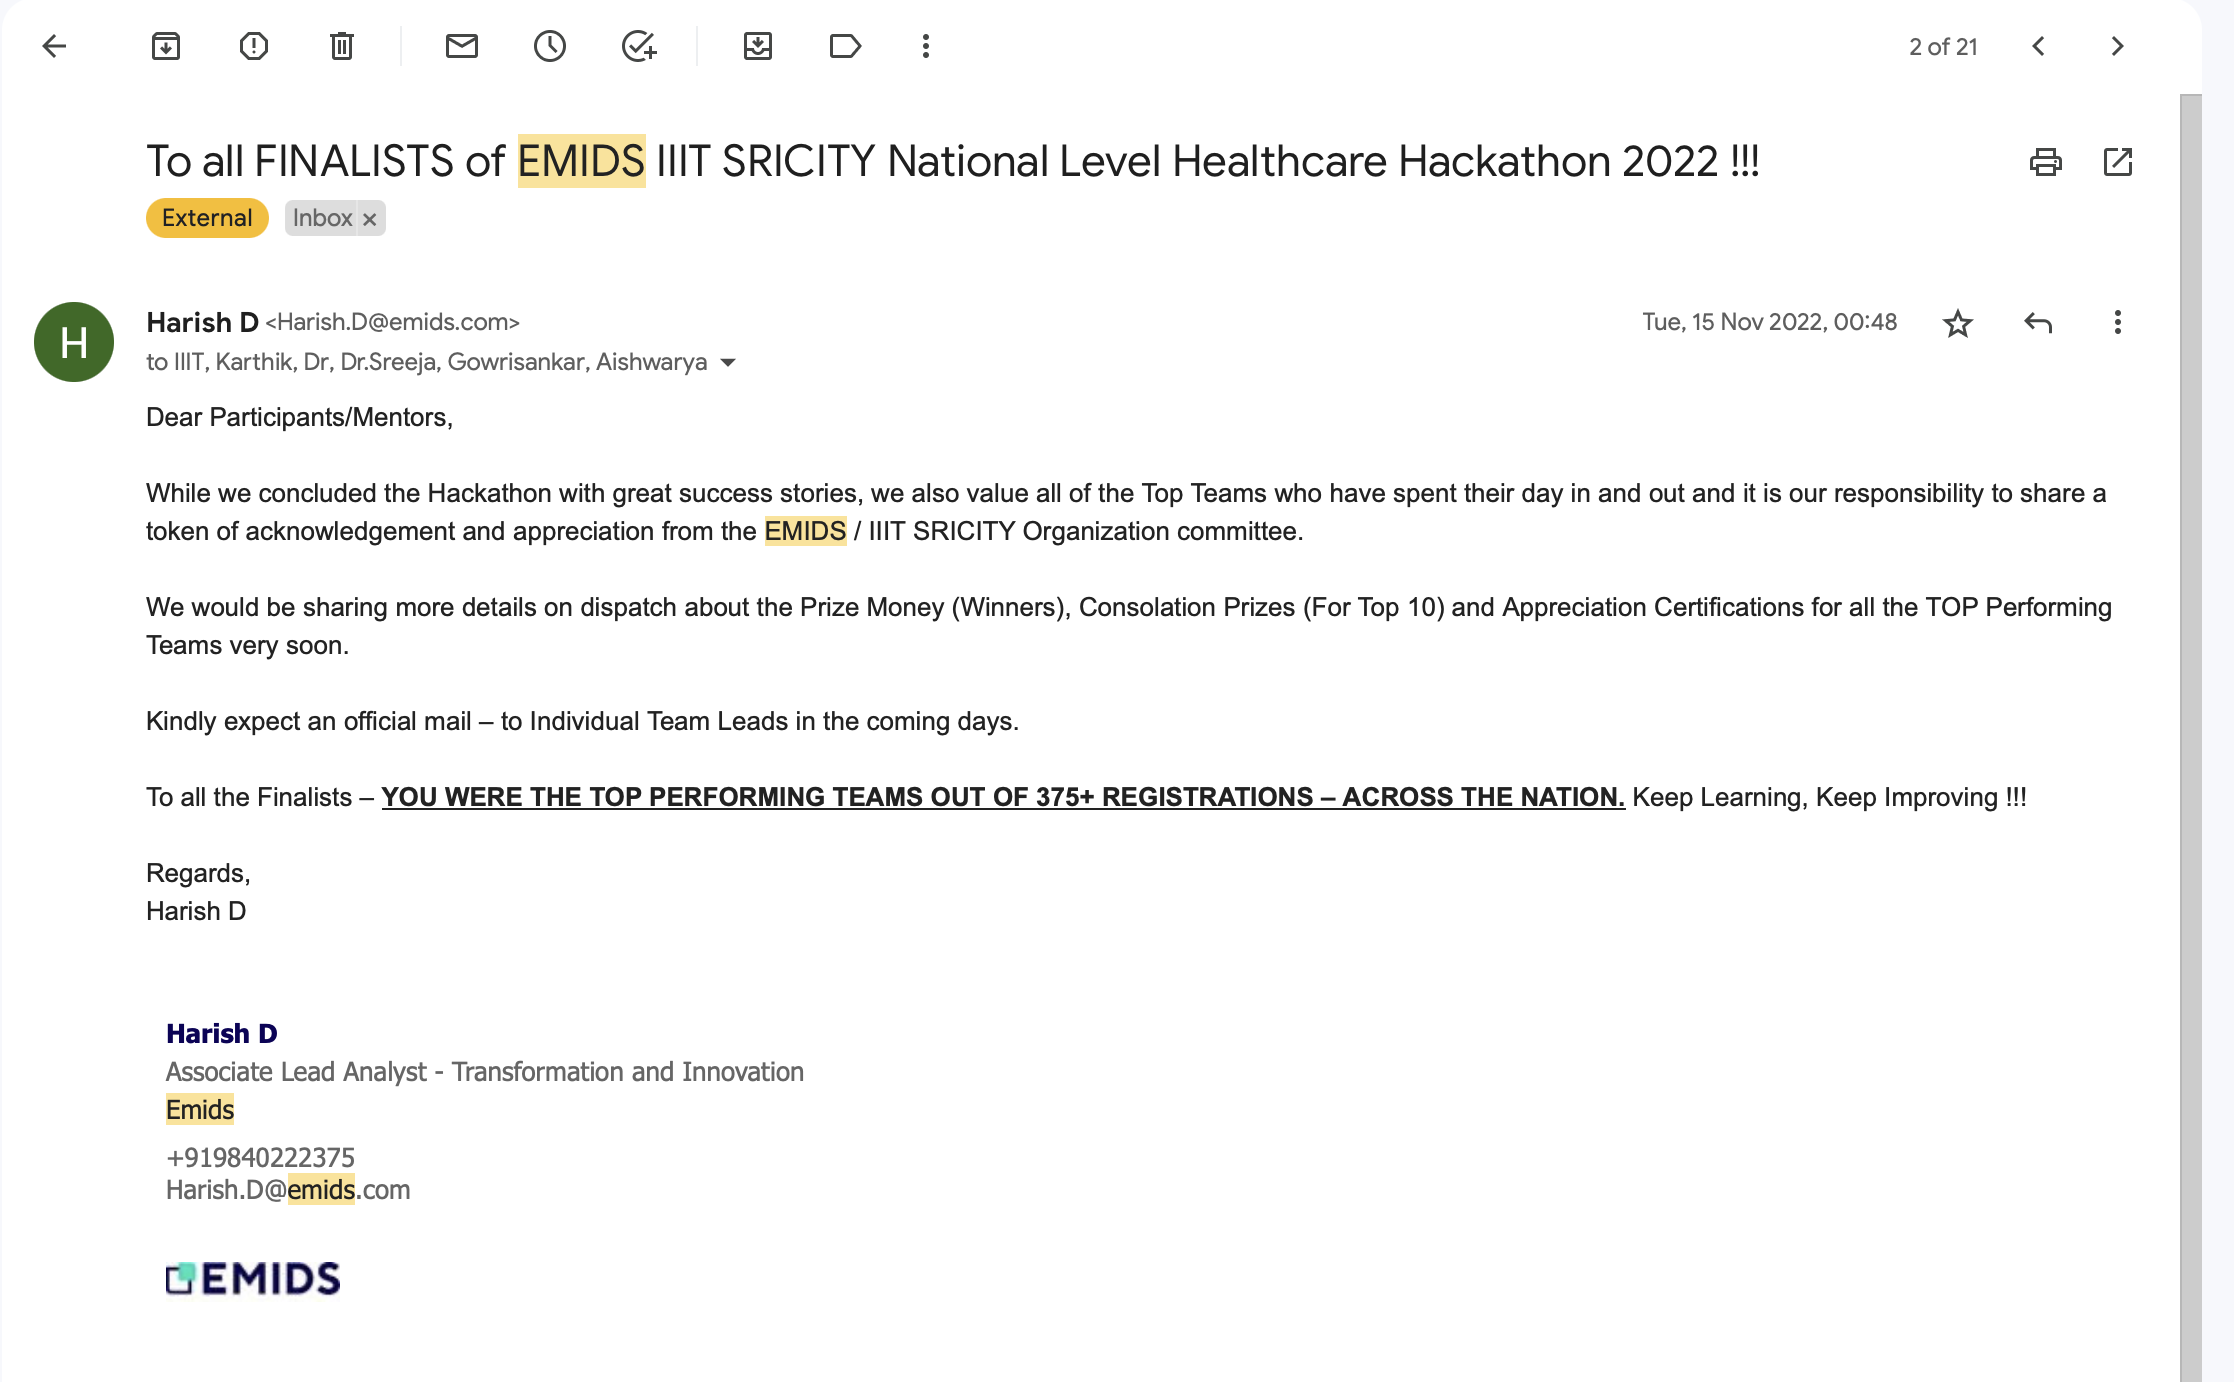 2 of 21
To all FINALISTS of EMIDS IIIT SRICITY National Level Healthcare Hackathon 2022 !!!
External Inbox ×
H
Harish D <Harish.D@emids.com> Tue, 15 Nov 2022, 00:48
to IIIT, Karthik, Dr, Dr.Sreeja, Gowrisankar, Aishwarya
Dear Participants/Mentors,
While we concluded the Hackathon with great success stories, we also value all of the Top Teams who have spent their day in and out and it is our responsibility to share a
token of acknowledgement and appreciation from the EMIDS / IIIT SRICITY Organization committee.
We would be sharing more details on dispatch about the Prize Money (Winners), Consolation Prizes (For Top 10) and Appreciation Certifications for all the TOP Performing
Teams very soon.
Kindly expect an official mail – to Individual Team Leads in the coming days.
To all the Finalists – YOU WERE THE TOP PERFORMING TEAMS OUT OF 375+ REGISTRATIONS – ACROSS THE NATION. Keep Learning, Keep Improving !!!
Regards,
Harish D
Harish D
Associate Lead Analyst - Transformation and Innovation
Emids
+919840222375
Harish.D@emids.com
EMIDS